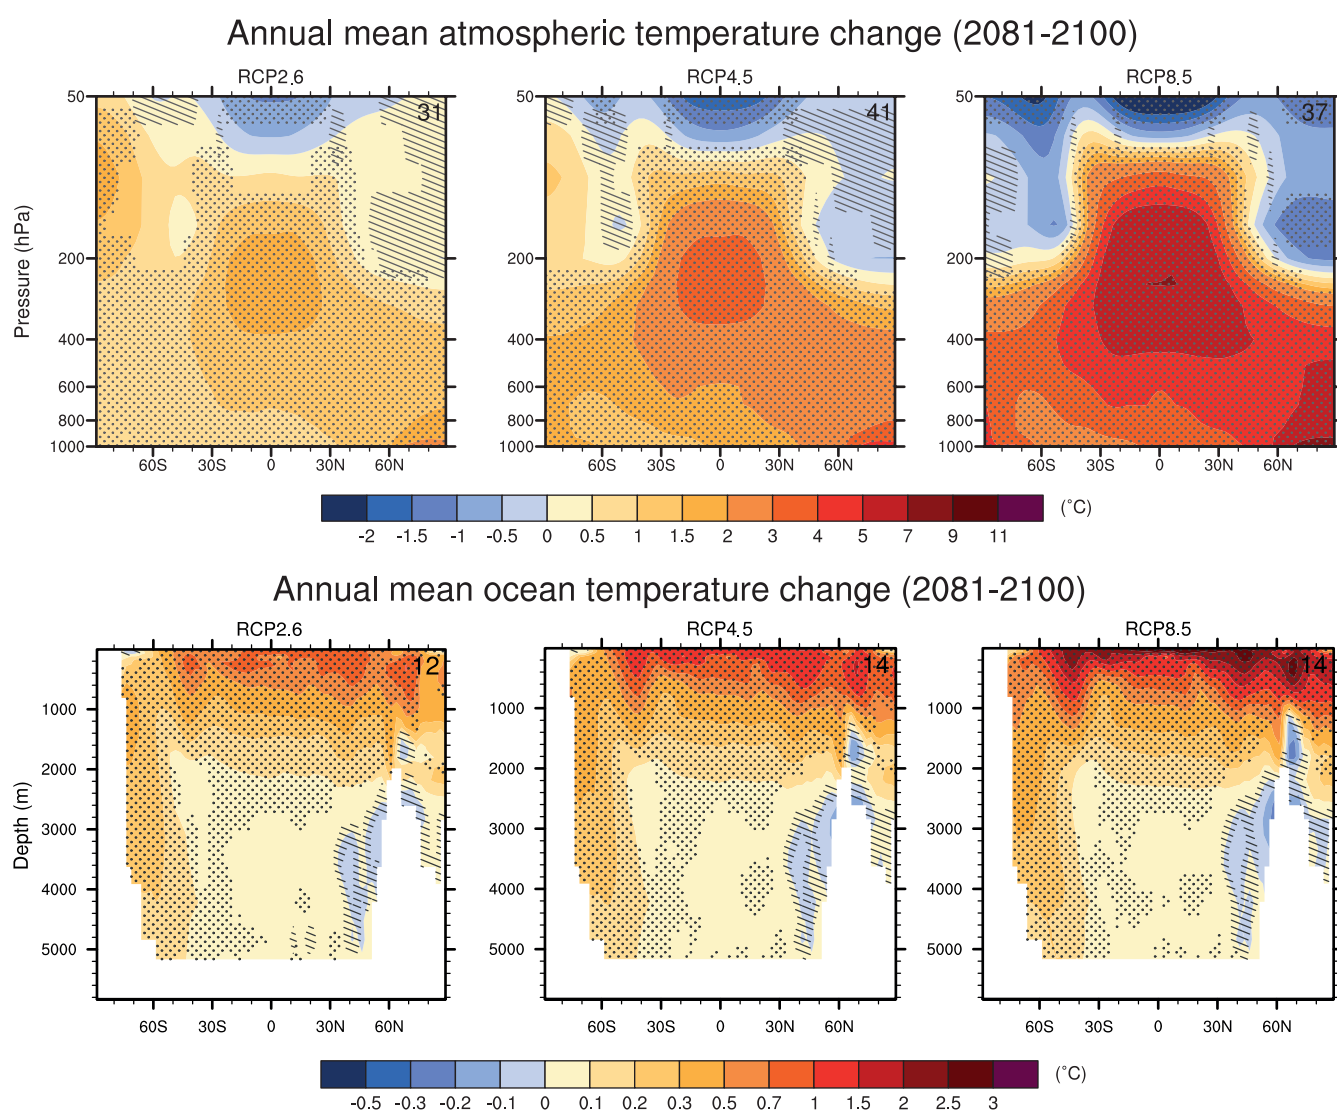 Annual mean atmospheric temperature change (2081-2100)
RCP2.6 RCP4.5 RCP8.5
31 41 37
Pressure (hPa)
50 50 50
200 200 200
400 400 400
600 600 600
800 800 800
1000 1000 1000
60S 30S 0 30N 60N 60S 30S 0 30N 60N 60S 30S 0 30N 60N
(°C)
-2 -1.5 -1 -0.5 0 0.5 1 1.5 2 3 4 5 7 9 11
Annual mean ocean temperature change (2081-2100)
RCP2.6 RCP4.5 RCP8.5
12 14 14
Depth (m)
1000 1000 1000
2000 2000 2000
3000 3000 3000
4000 4000 4000
5000 5000 5000
60S 30S 0 30N 60N 60S 30S 0 30N 60N 60S 30S 0 30N 60N
(°C)
-0.5 -0.3 -0.2 -0.1 0 0.1 0.2 0.3 0.5 0.7 1 1.5 2 2.5 3